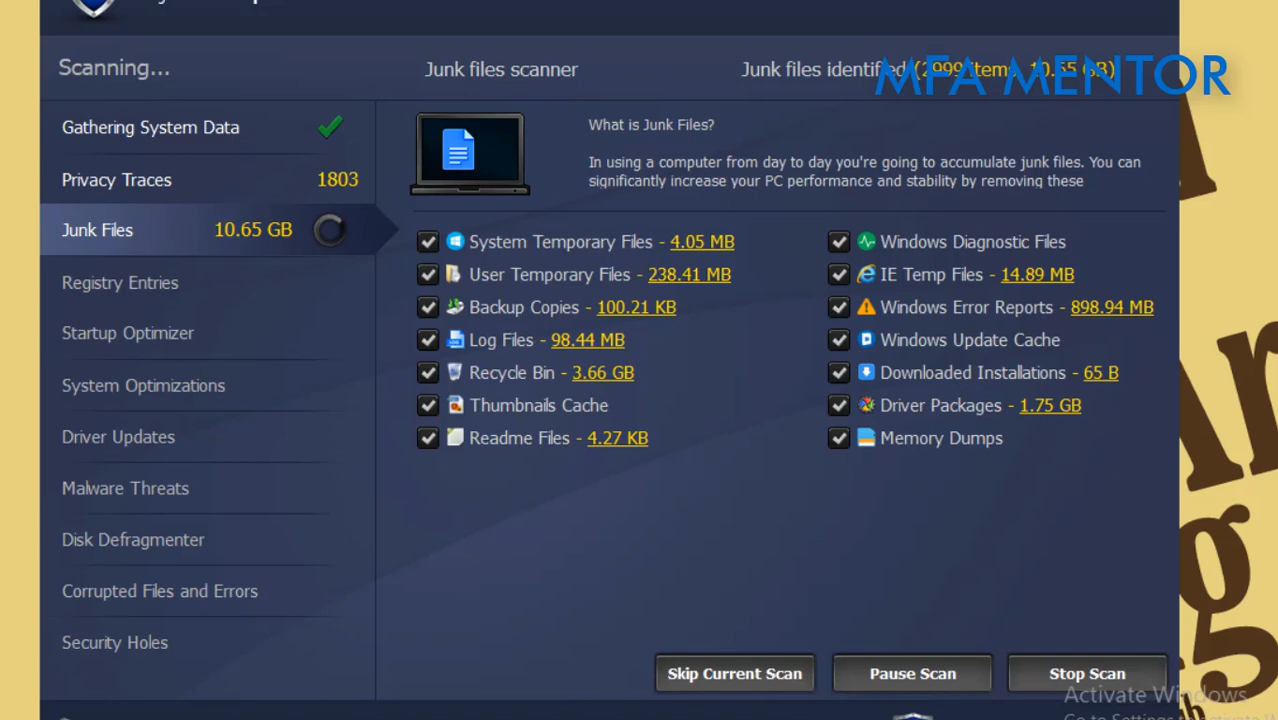 Scanning...
Junk files scanner
Junk files identified (2999 items, 10.65 GB)
MFA MENTOR
Gathering System Data
Privacy Traces 1803
Junk Files 10.65 GB
Registry Entries
Startup Optimizer
System Optimizations
Driver Updates
Malware Threats
Disk Defragmenter
Corrupted Files and Errors
Security Holes
What is Junk Files?
In using a computer from day to day you're going to accumulate junk files. You can
significantly increase your PC performance and stability by removing these
System Temporary Files - 4.05 MB
User Temporary Files - 238.41 MB
Backup Copies - 100.21 KB
Log Files - 98.44 MB
Recycle Bin - 3.66 GB
Thumbnails Cache
Readme Files - 4.27 KB
Windows Diagnostic Files
IE Temp Files - 14.89 MB
Windows Error Reports - 898.94 MB
Windows Update Cache
Downloaded Installations - 65 B
Driver Packages - 1.75 GB
Memory Dumps
Skip Current Scan
Pause Scan
Stop Scan
Activate Windows